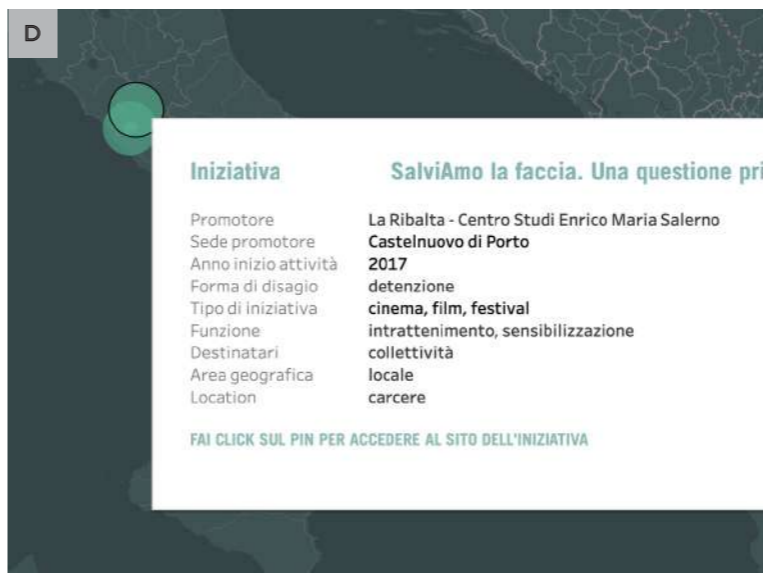 D
Iniziativa SalviAmo la faccia. Una questione pri
Promotore La Ribalta - Centro Studi Enrico Maria Salerno
Sede promotore Castelnuovo di Porto
Anno inizio attività 2017
Forma di disagio detenzione
Tipo di iniziativa cinema, film, festival
Funzione intrattenimento, sensibilizzazione
Destinatari collettività
Area geografica locale
Location carcere
FAI CLICK SUL PIN PER ACCEDERE AL SITO DELL'INIZIATIVA